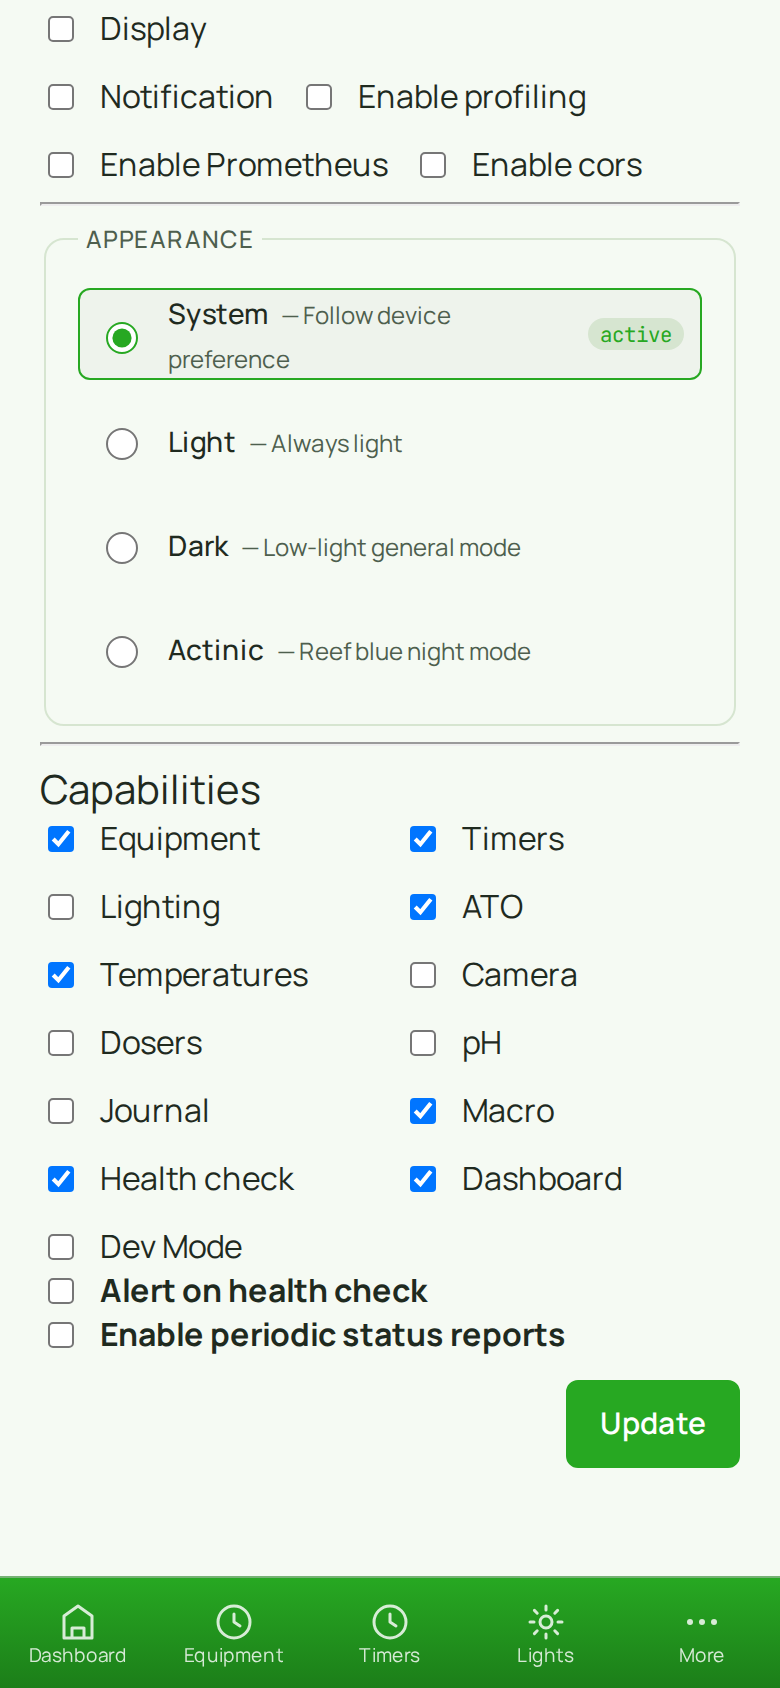 Display
Notification Enable profiling
Enable Prometheus Enable cors
APPEARANCE
System — Follow device
preference
active
Light — Always light
Dark — Low-light general mode
Actinic — Reef blue night mode
Capabilities
Equipment Timers
Lighting ATO
Temperatures Camera
Dosers pH
Journal Macro
Health check Dashboard
Dev Mode
Alert on health check
Enable periodic status reports
Update
Dashboard Equipment Timers Lights More